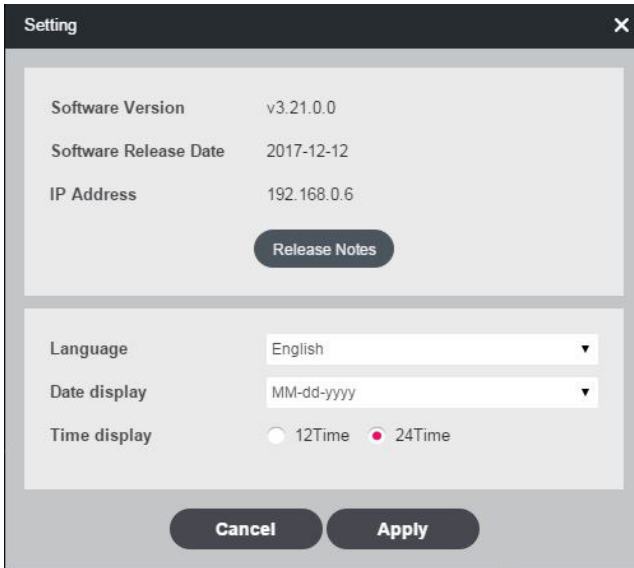 Setting
Software Version v3.21.0.0
Software Release Date 2017-12-12
IP Address 192.168.0.6
Release Notes
Language English
Date display MM-dd-yyyy
Time display 12Time 24Time
Cancel Apply